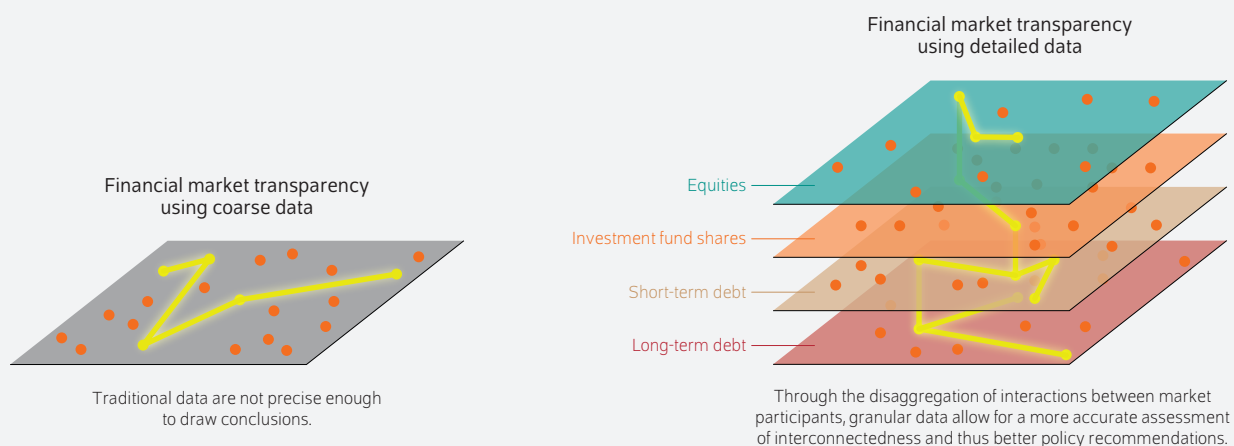 Financial market transparency
using coarse data
Traditional data are not precise enough
to draw conclusions.
Financial market transparency
using detailed data
Equities
Investment fund shares
Short-term debt
Long-term debt
Through the disaggregation of interactions between market
participants, granular data allow for a more accurate assessment
of interconnectedness and thus better policy recommendations.